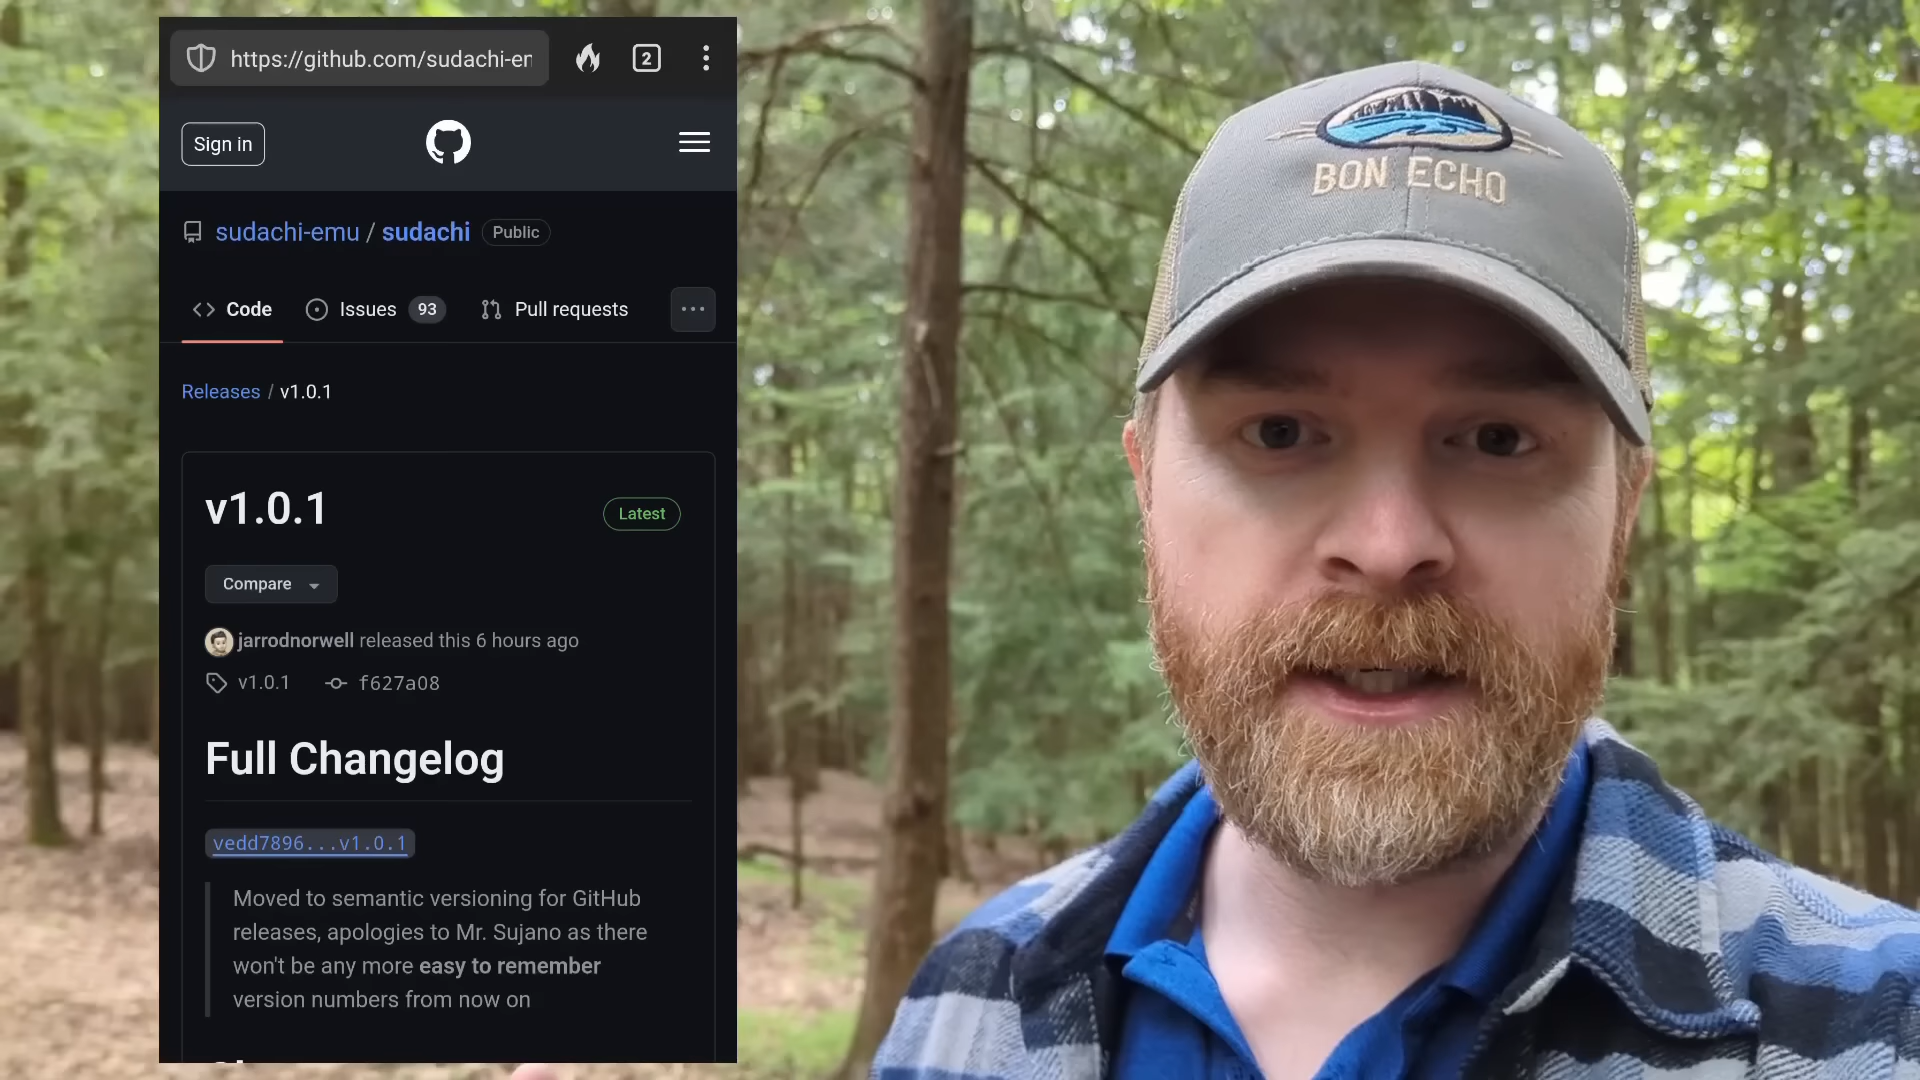 https://github.com/sudachi-em
2
Sign in
sudachi-emu / sudachi Public
Code Issues 93 Pull requests ...
Releases / v1.0.1
v1.0.1
Latest
Compare
jarrodnorwell released this 6 hours ago
v1.0.1 f627a08
Full Changelog
vedd7896...v1.0.1
Moved to semantic versioning for GitHub
releases, apologies to Mr. Sujano as there
won't be any more easy to remember
version numbers from now on
BON ECHO